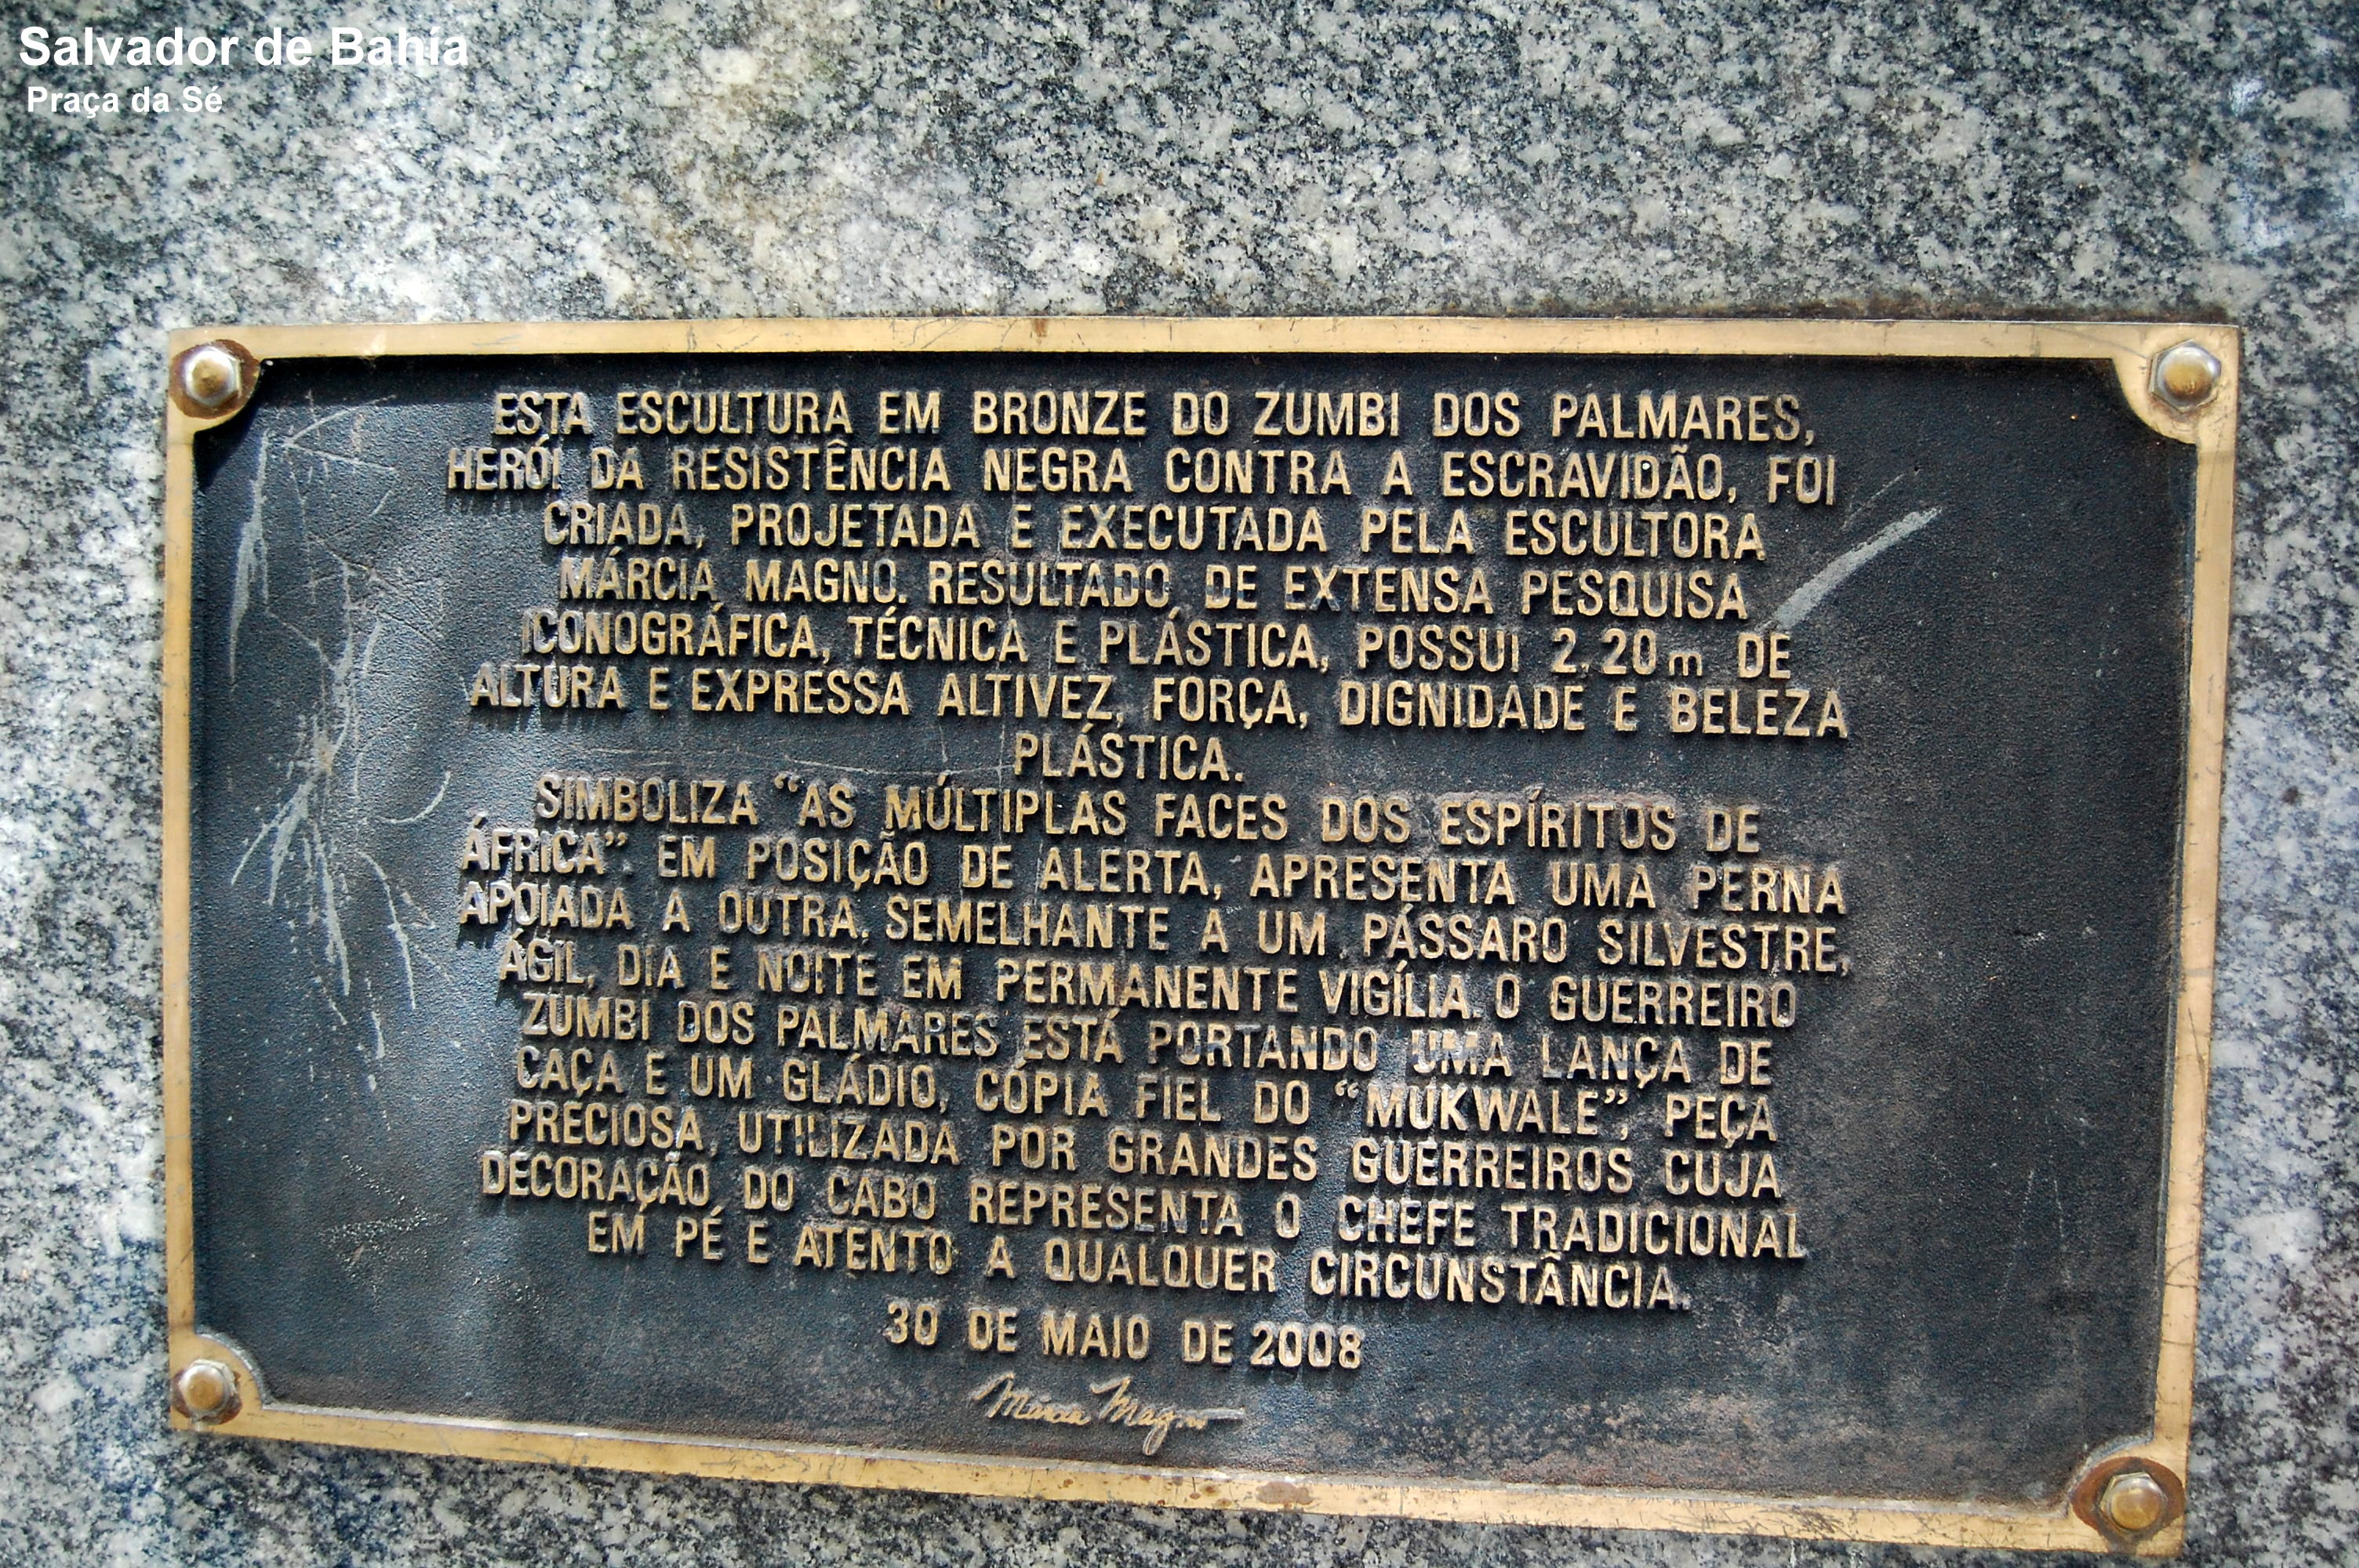 Salvador de Bahía
Praça da Sé
ESTA ESCULTURA EM BRONZE DO ZUMBI DOS PALMARES,
HERÓI DA RESISTÊNCIA NEGRA CONTRA A ESCRAVIDÃO, FOI
CRIADA, PROJETADA E EXECUTADA PELA ESCULTORA
MÁRCIA MAGNO. RESULTADO DE EXTENSA PESQUISA
ICONOGRÁFICA, TÉCNICA E PLÁSTICA, POSSUI 2,20m DE
ALTURA E EXPRESSA ALTIVEZ, FORÇA, DIGNIDADE E BELEZA
PLÁSTICA.
SIMBOLIZA "AS MÚLTIPLAS FACES DOS ESPÍRITOS DE
ÁFRICA". EM POSIÇÃO DE ALERTA, APRESENTA UMA PERNA
APOIADA A OUTRA, SEMELHANTE A UM PÁSSARO SILVESTRE,
ÁGIL, DIA E NOITE EM PERMANENTE VIGÍLIA. O GUERREIRO
ZUMBI DOS PALMARES ESTÁ PORTANDO UMA LANÇA DE
CAÇA E UM GLÁDIO, CÓPIA FIEL DO "MUKWALE", PEÇA
PRECIOSA, UTILIZADA POR GRANDES GUERREIROS CUJA
DECORAÇÃO DO CABO REPRESENTA O CHEFE TRADICIONAL
EM PÉ E ATENTO A QUALQUER CIRCUNSTÂNCIA.
30 DE MAIO DE 2008
Márcia Magno